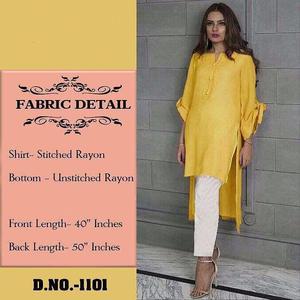 FABRIC DETAIL
Shirt- Stitched Rayon
Bottom - Unstitched Rayon
Front Length- 40" Inches
Back Length- 50" Inches
D.NO.-1101